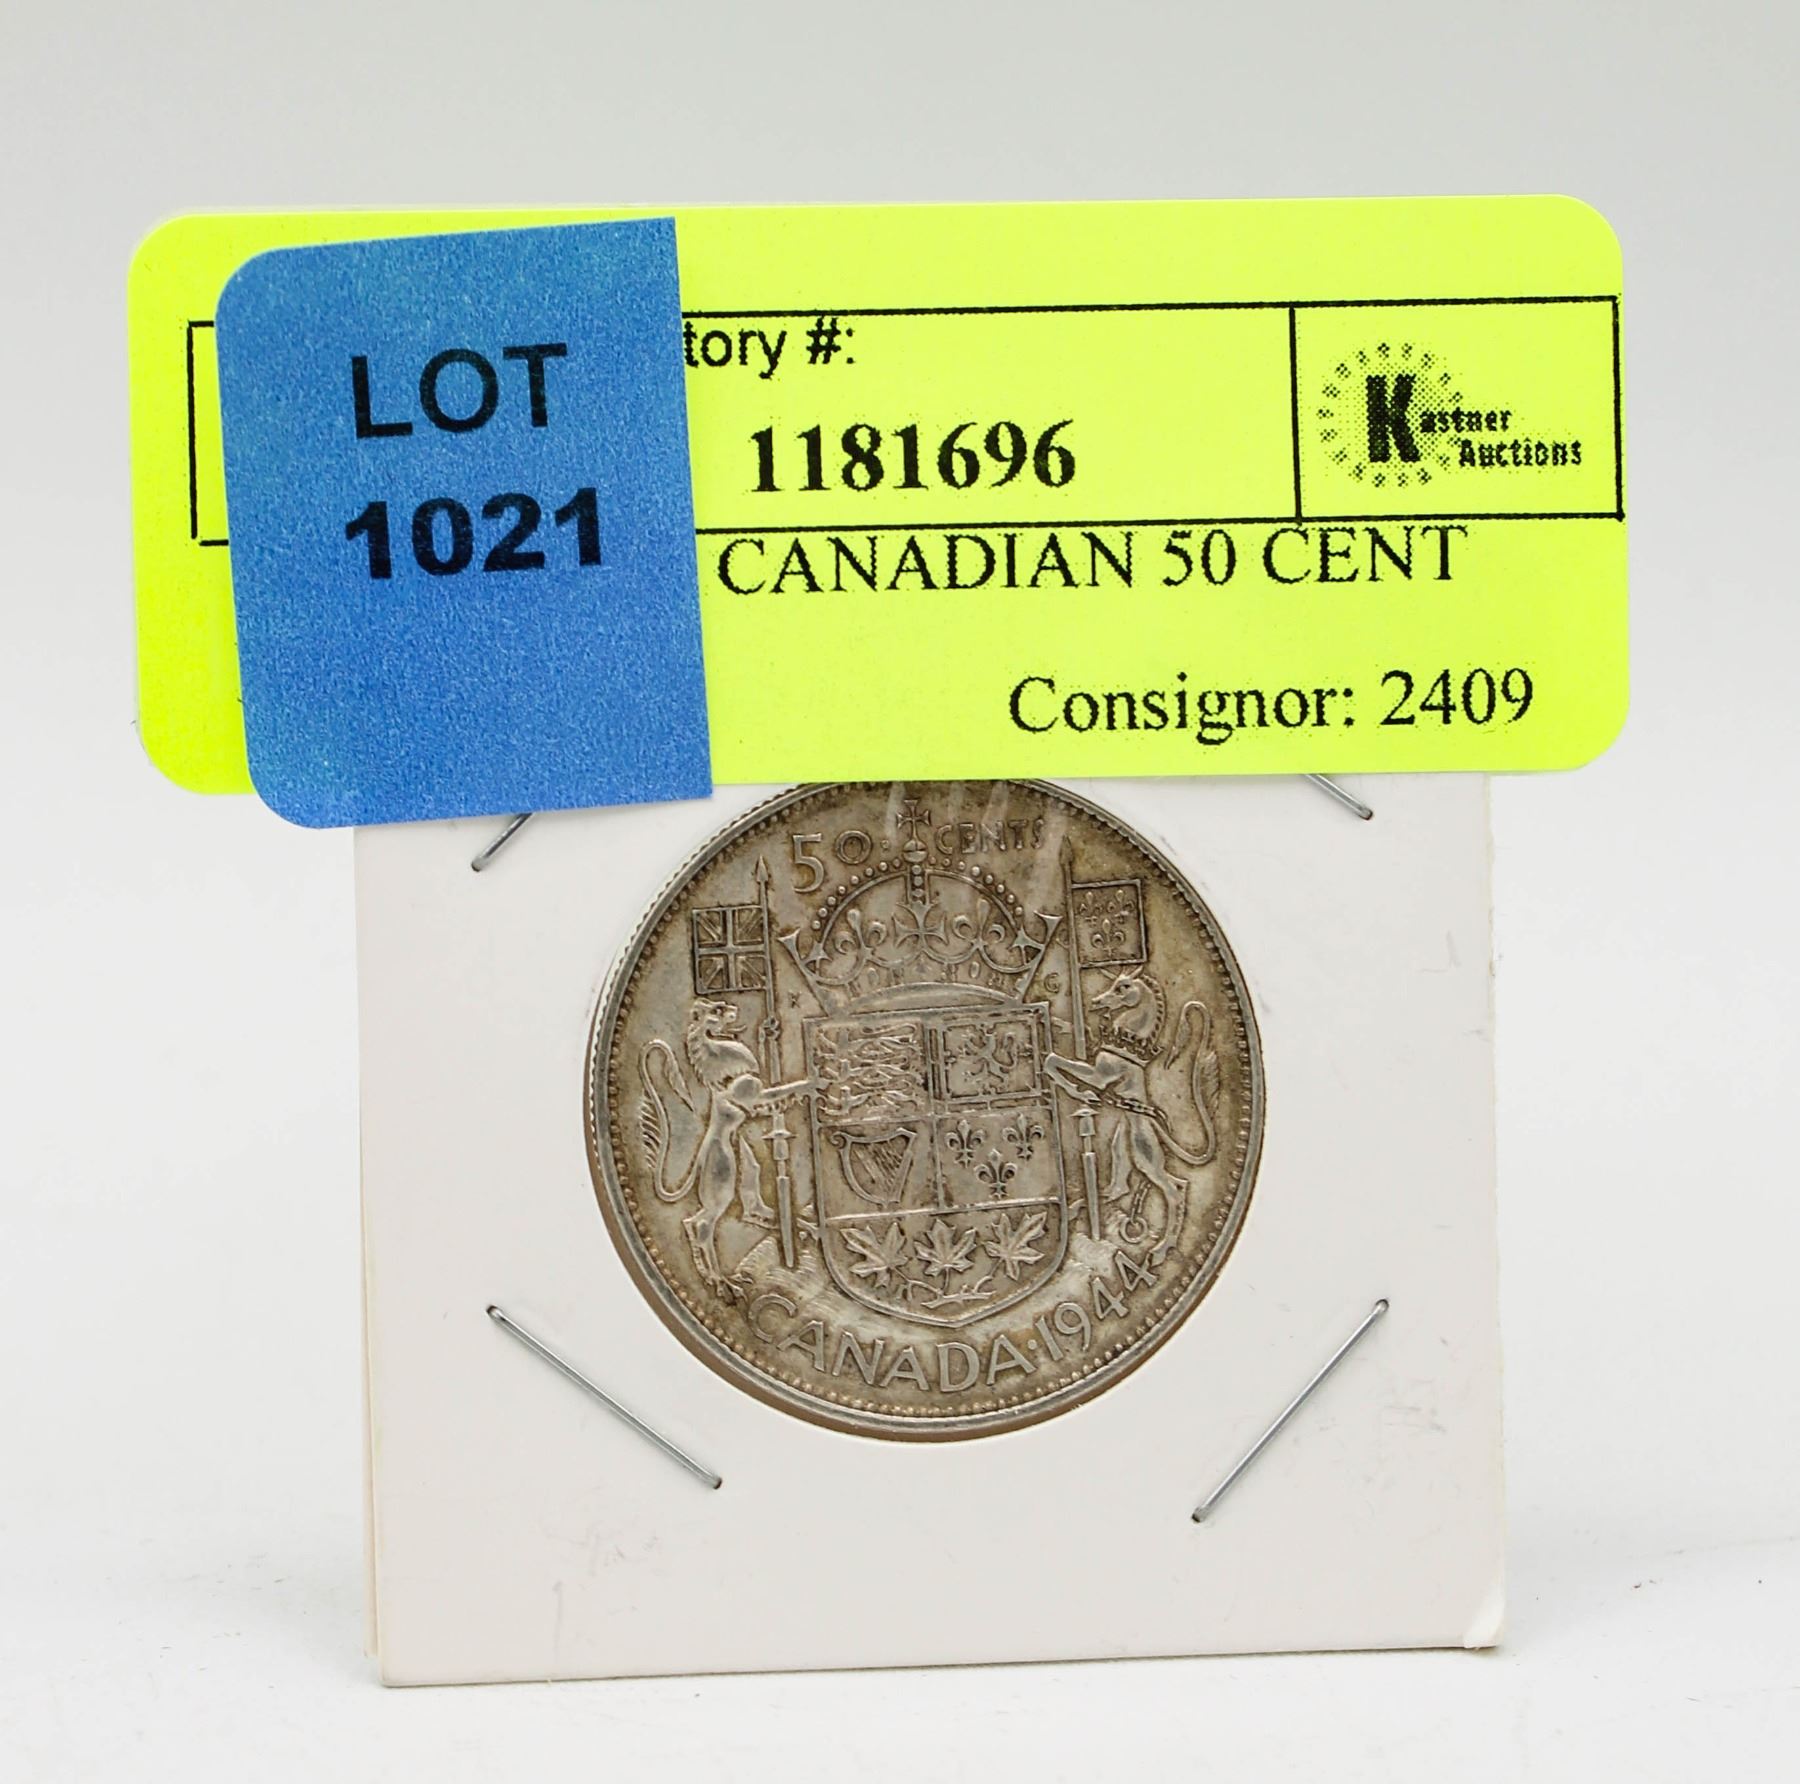 LOT
1021
tory #:
1181696
Kastner
Auctions
CANADIAN 50 CENT
Consignor: 2409
50 · CENTS
K G
CANADA · 1944